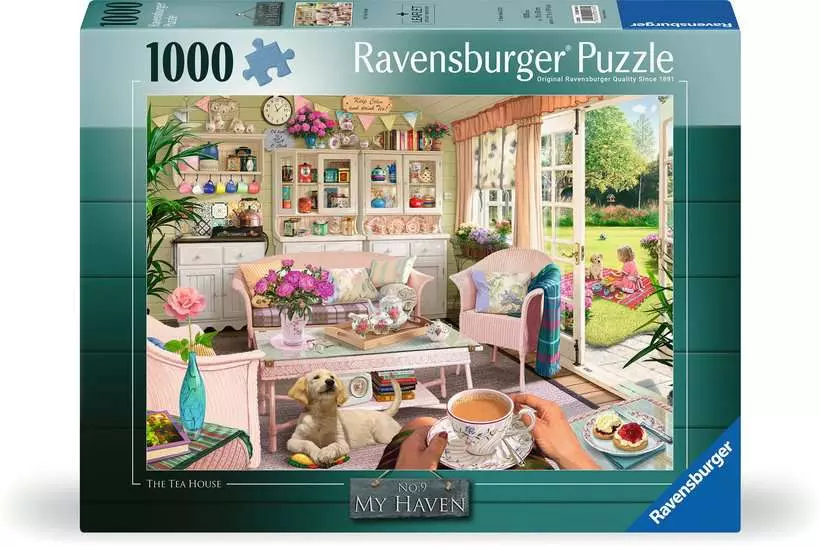 1000
Ravensburger® Puzzle
Original Ravensburger Quality Since 1891
Keep Calm
and drink Tea!
THE TEA HOUSE
No.9
MY HAVEN
Ravensburger